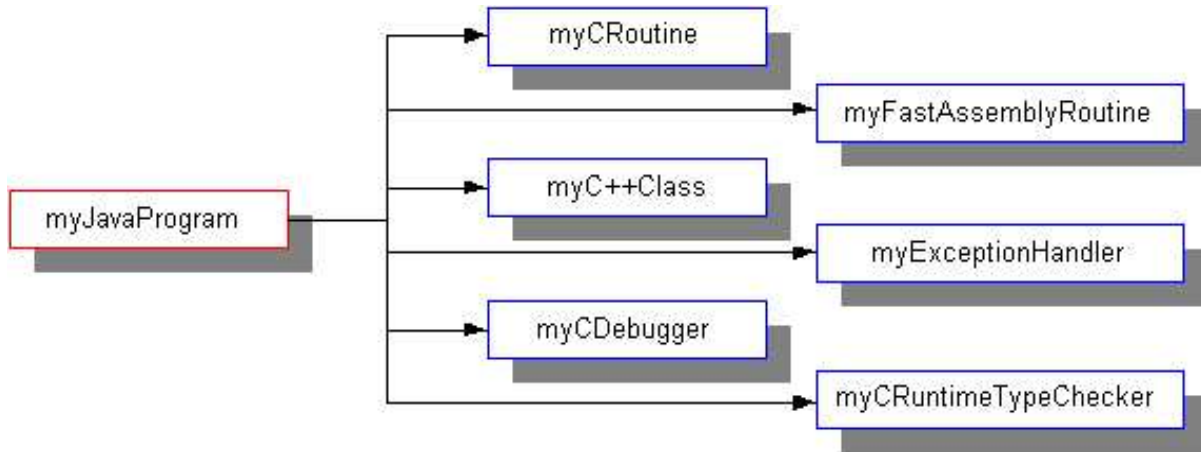 myCRoutine
myFastAssemblyRoutine
myC++Class
myJavaProgram
myExceptionHandler
myCDebugger
myCRuntimeTypeChecker